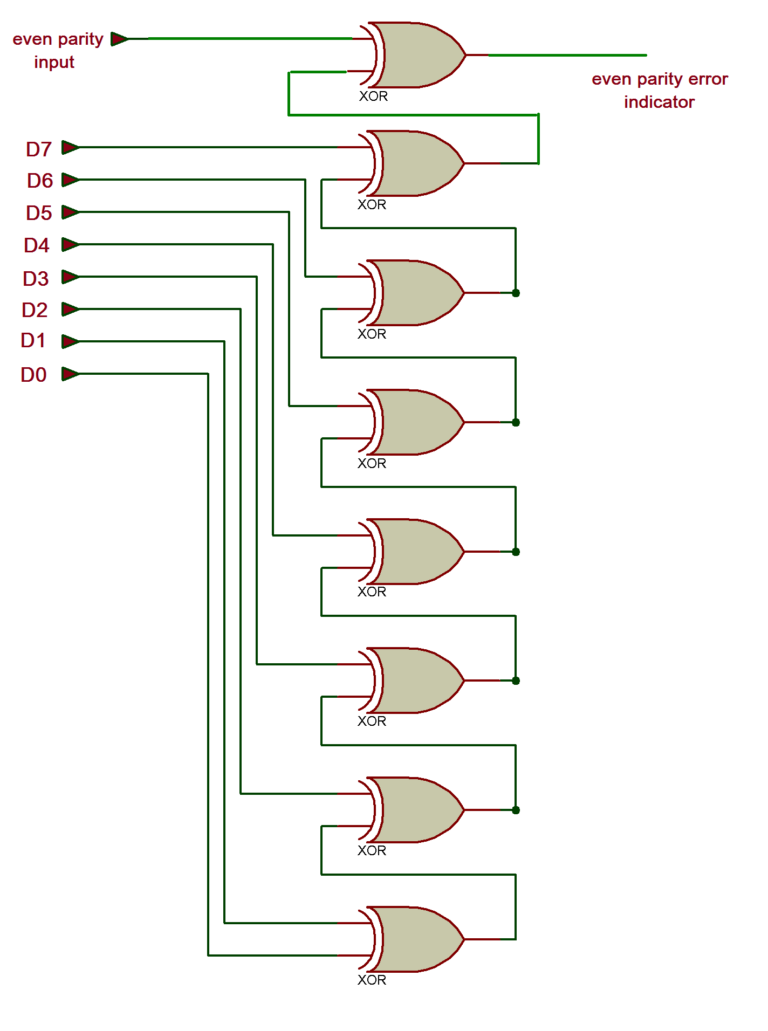 even parity
input
XOR
even parity error
indicator
D7
XOR
D6
D5
D4
D3
XOR
D2
D1
D0
XOR
XOR
XOR
XOR
XOR